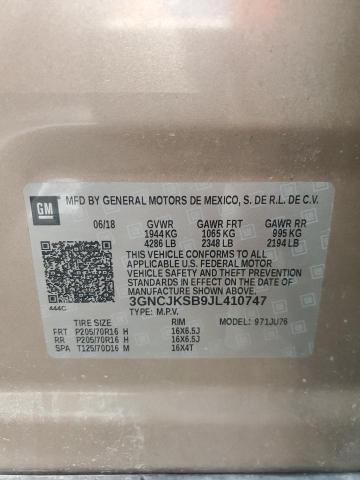 GM
MFD BY GENERAL MOTORS DE MEXICO, S. DE R.L. DE C.V.
06/18 GVWR GAWR FRT GAWR RR
1944 KG 1065 KG 995 KG
4286 LB 2348 LB 2194 LB
THIS VEHICLE CONFORMS TO ALL
APPLICABLE U.S. FEDERAL MOTOR
VEHICLE SAFETY, BUMPER, AND THEFT PREVENTION
STANDARDS IN EFFECT ON THE DATE OF
MANUFACTURE SHOWN ABOVE.
3GNCJKSB9JL410747
444C TYPE: M.P.V.
TIRE SIZE RIM MODEL: 971JU76
FRT P205/70R16 H 16X6.5J
RR P205/70R16 H 16X6.5J
SPA T125/70D16 M 16X4T